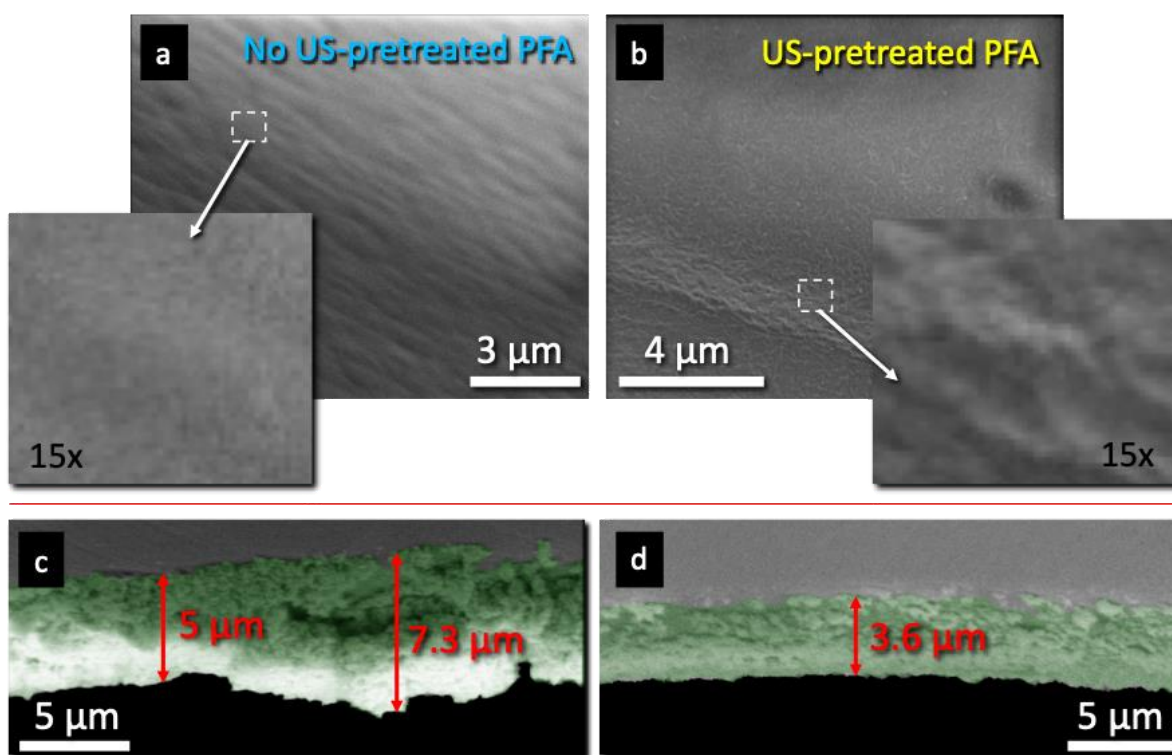 a
No US-pretreated PFA
3 µm
15x
b
US-pretreated PFA
4 µm
15x
c
5 µm
7.3 µm
5 µm
d
3.6 µm
5 µm